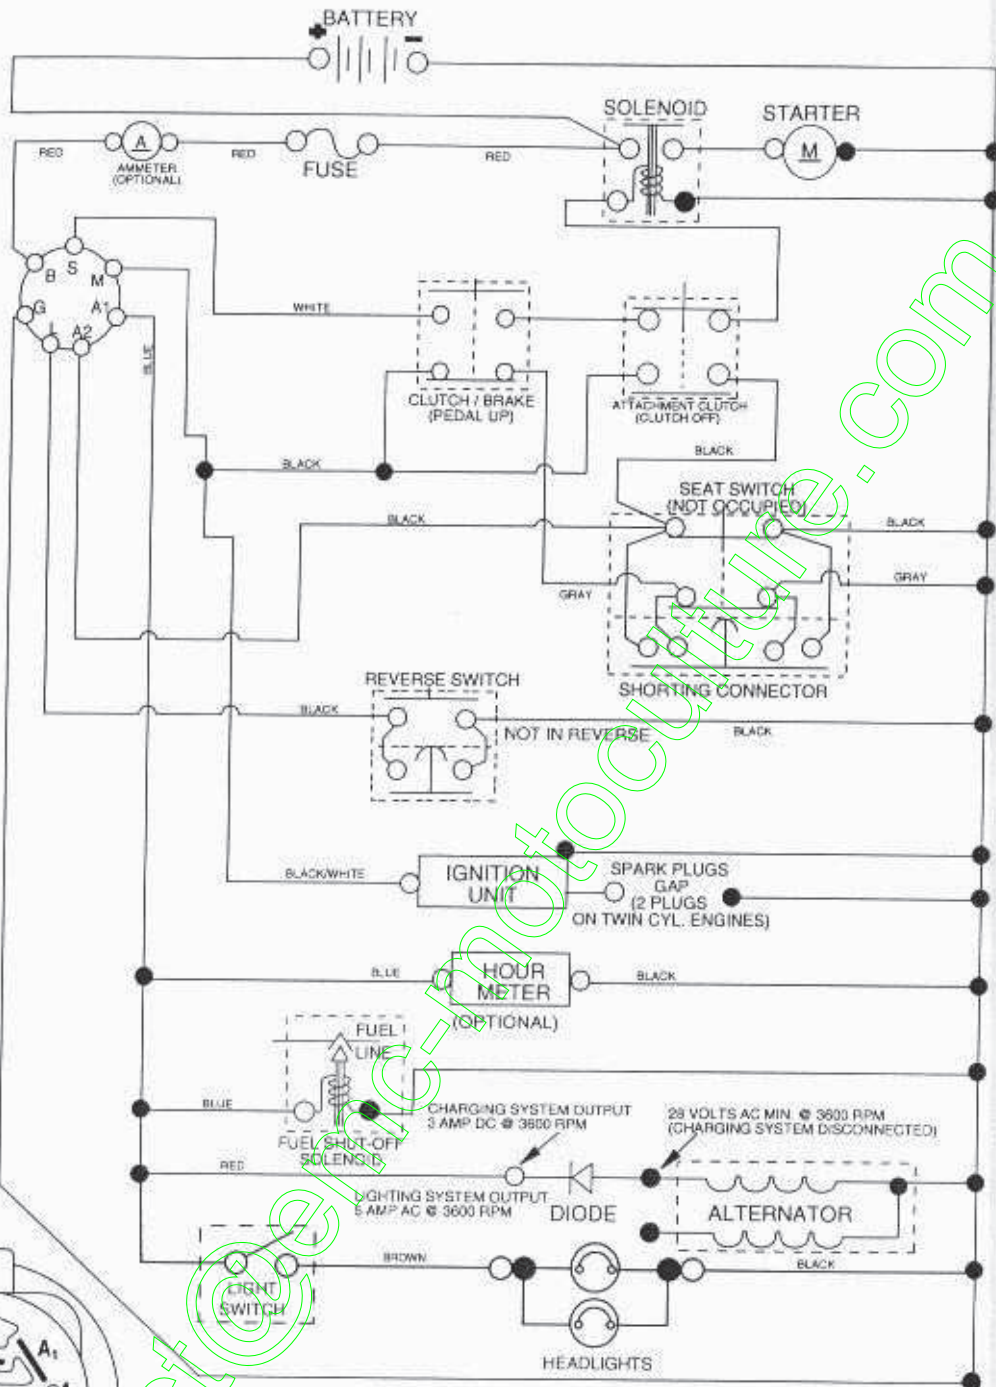 BATTERY
+ -
SOLENOID
STARTER
RED
A
RED
FUSE
RED
M
AMMETER
(OPTIONAL)
B
S
M
G
A1
L
A2
BLUE
WHITE
CLUTCH / BRAKE
(PEDAL UP)
ATTACHMENT CLUTCH
(CLUTCH OFF)
BLACK
BLACK
SEAT SWITCH
(NOT OCCUPIED)
BLACK
BLACK
GRAY
GRAY
SHORTING CONNECTOR
REVERSE SWITCH
BLACK
NOT IN REVERSE
BLACK
BLACK/WHITE
IGNITION
UNIT
SPARK PLUGS
GAP
(2 PLUGS
ON TWIN CYL. ENGINES)
BLUE
HOUR
METER
BLACK
(OPTIONAL)
FUEL
LINE
BLUE
FUEL SHUT-OFF
SOLENOID
CHARGING SYSTEM OUTPUT
3 AMP DC @ 3600 RPM
28 VOLTS AC MIN. @ 3600 RPM
(CHARGING SYSTEM DISCONNECTED)
RED
LIGHTING SYSTEM OUTPUT
5 AMP AC @ 3600 RPM
DIODE
ALTERNATOR
BROWN
BLACK
LIGHT
SWITCH
HEADLIGHTS
A1
st@emc-motoculture.com